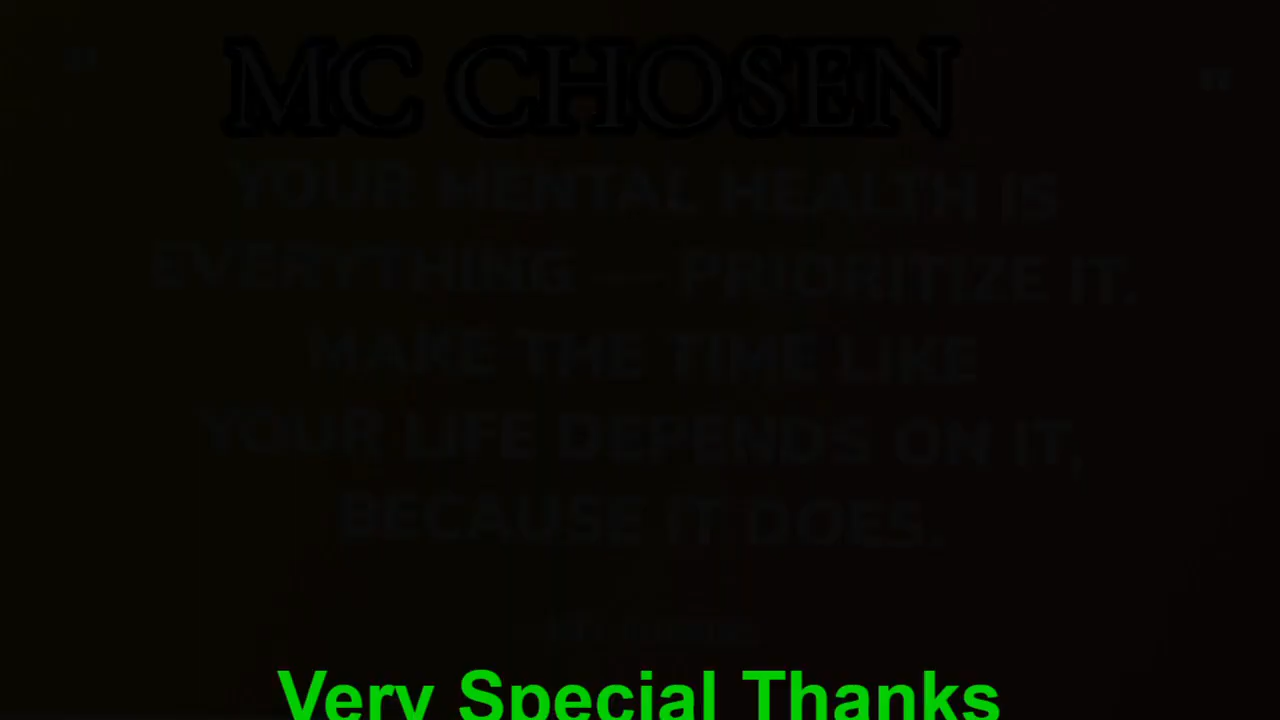 MC CHOSEN
"
"
YOUR MENTAL HEALTH IS
EVERYTHING — PRIORITIZE IT.
MAKE THE TIME LIKE
YOUR LIFE DEPENDS ON IT,
BECAUSE IT DOES.
Very Special Thanks